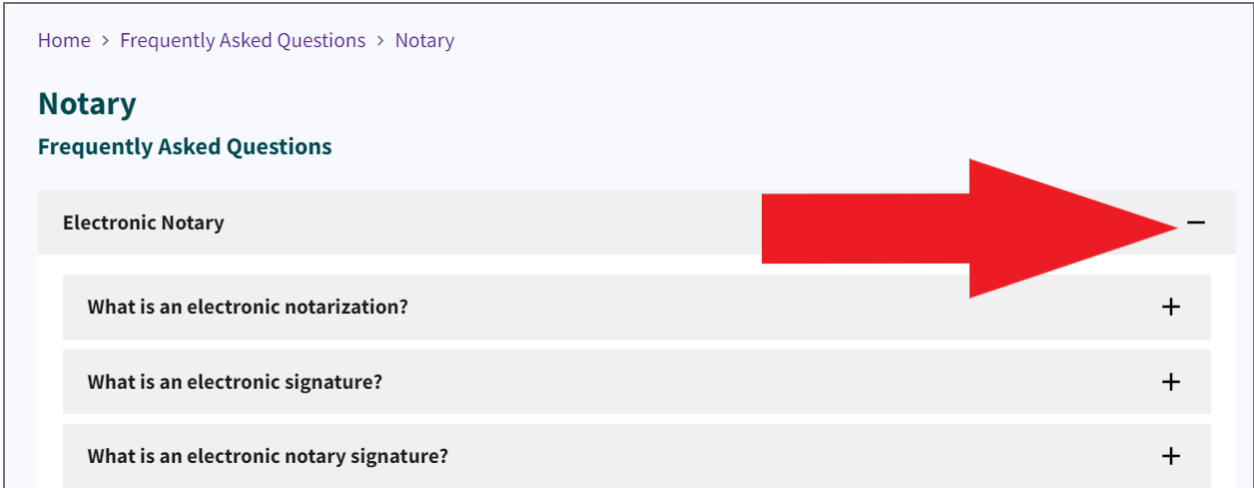 Home > Frequently Asked Questions > Notary
Notary
Frequently Asked Questions
Electronic Notary −
What is an electronic notarization? +
What is an electronic signature? +
What is an electronic notary signature? +